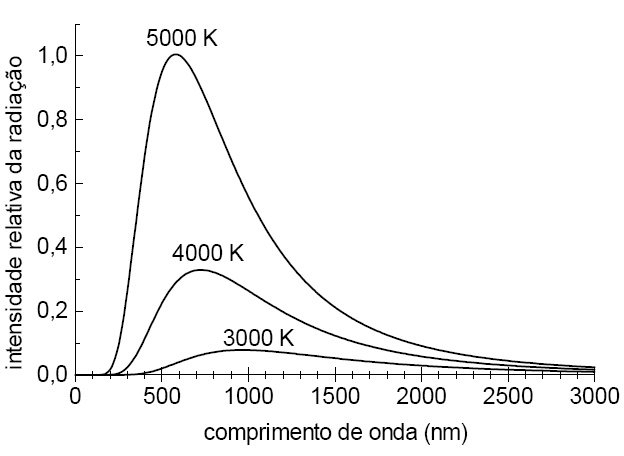 5000 K
4000 K
3000 K
intensidade relativa da radiação
1,0
0,8
0,6
0,4
0,2
0,0
0 500 1000 1500 2000 2500 3000
comprimento de onda (nm)